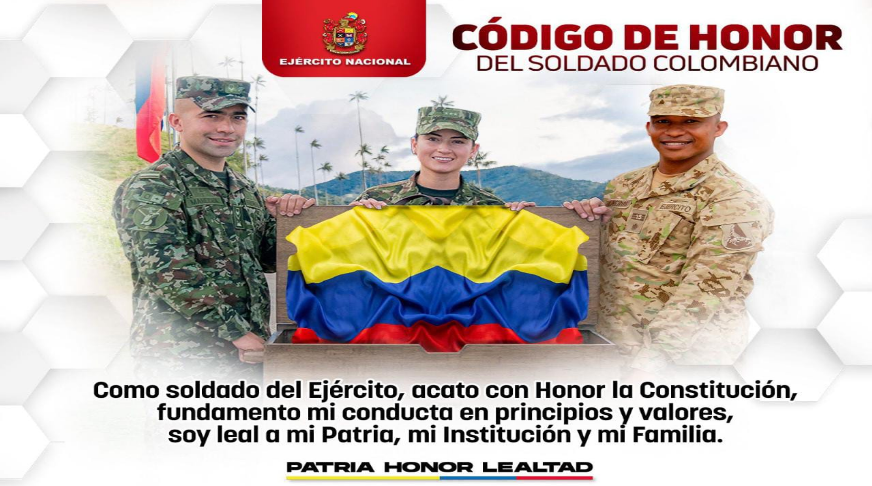 EJÉRCITO NACIONAL
CÓDIGO DE HONOR
DEL SOLDADO COLOMBIANO
EJÉRCITO
Como soldado del Ejército, acato con Honor la Constitución,
fundamento mi conducta en principios y valores,
soy leal a mi Patria, mi Institución y mi Familia.
PATRIA HONOR LEALTAD